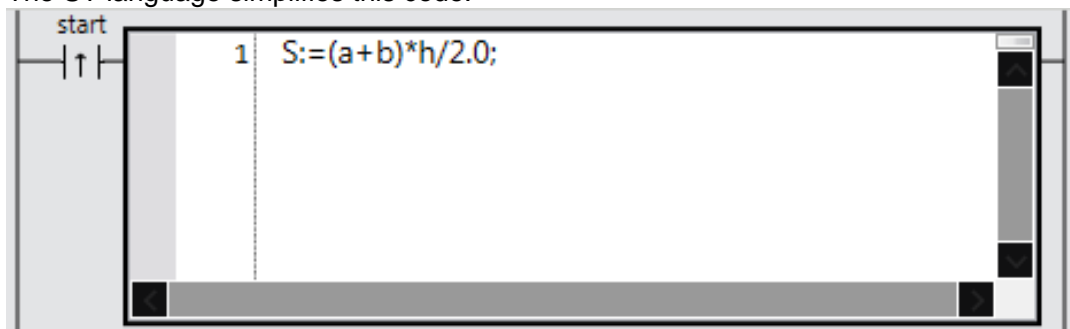 The ST language simplifies this code.
start
1 S:=(a+b)*h/2.0;